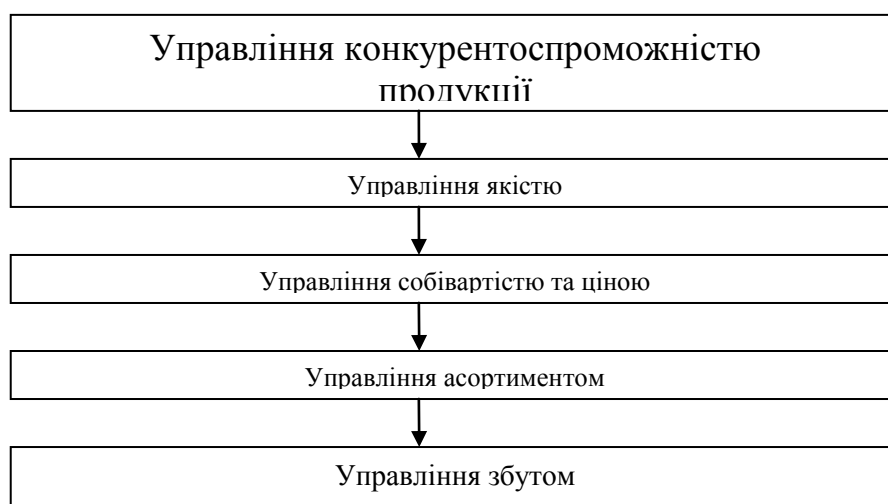 Управління конкурентоспроможністю
продукції
Управління якістю
Управління собівартістю та ціною
Управління асортиментом
Управління збутом